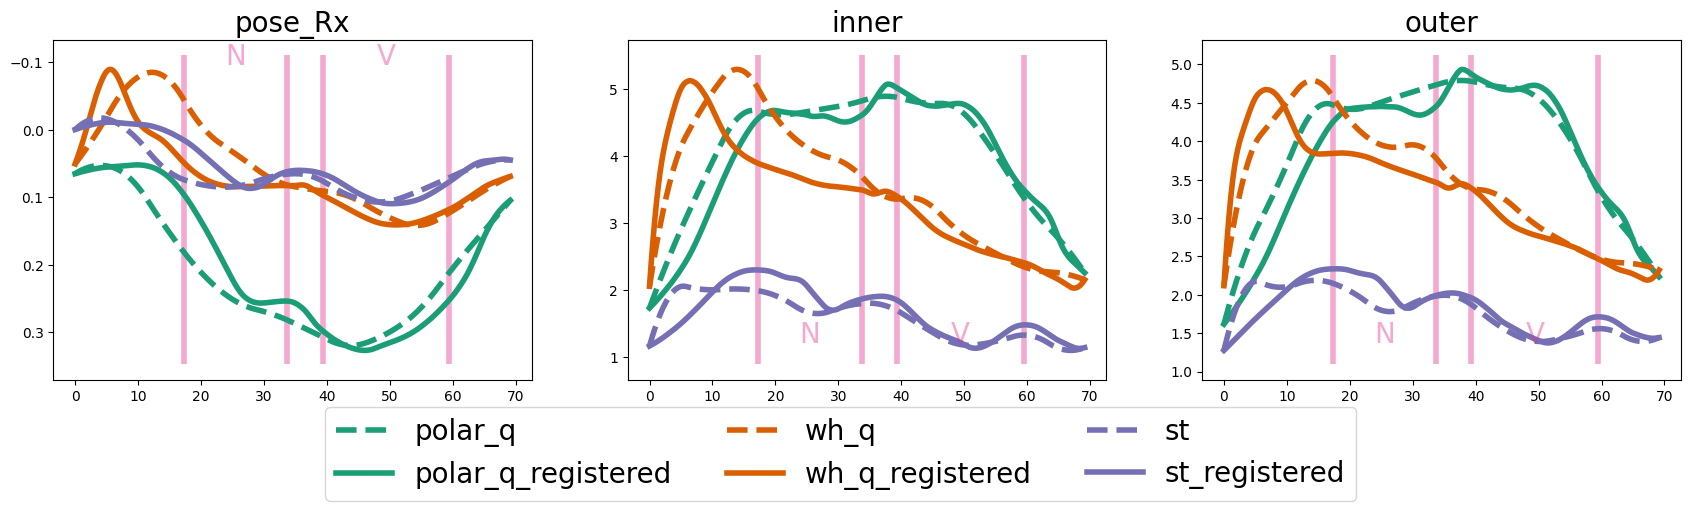 pose_Rx
inner
outer
N
V
−0.1
0.0
0.1
0.2
0.3
0
10
20
30
40
50
60
70
5
4
3
2
1
N
V
0
10
20
30
40
50
60
70
5.0
4.5
4.0
3.5
3.0
2.5
2.0
1.5
1.0
N
V
0
10
20
30
40
50
60
70
polar_q
wh_q
st
polar_q_registered
wh_q_registered
st_registered